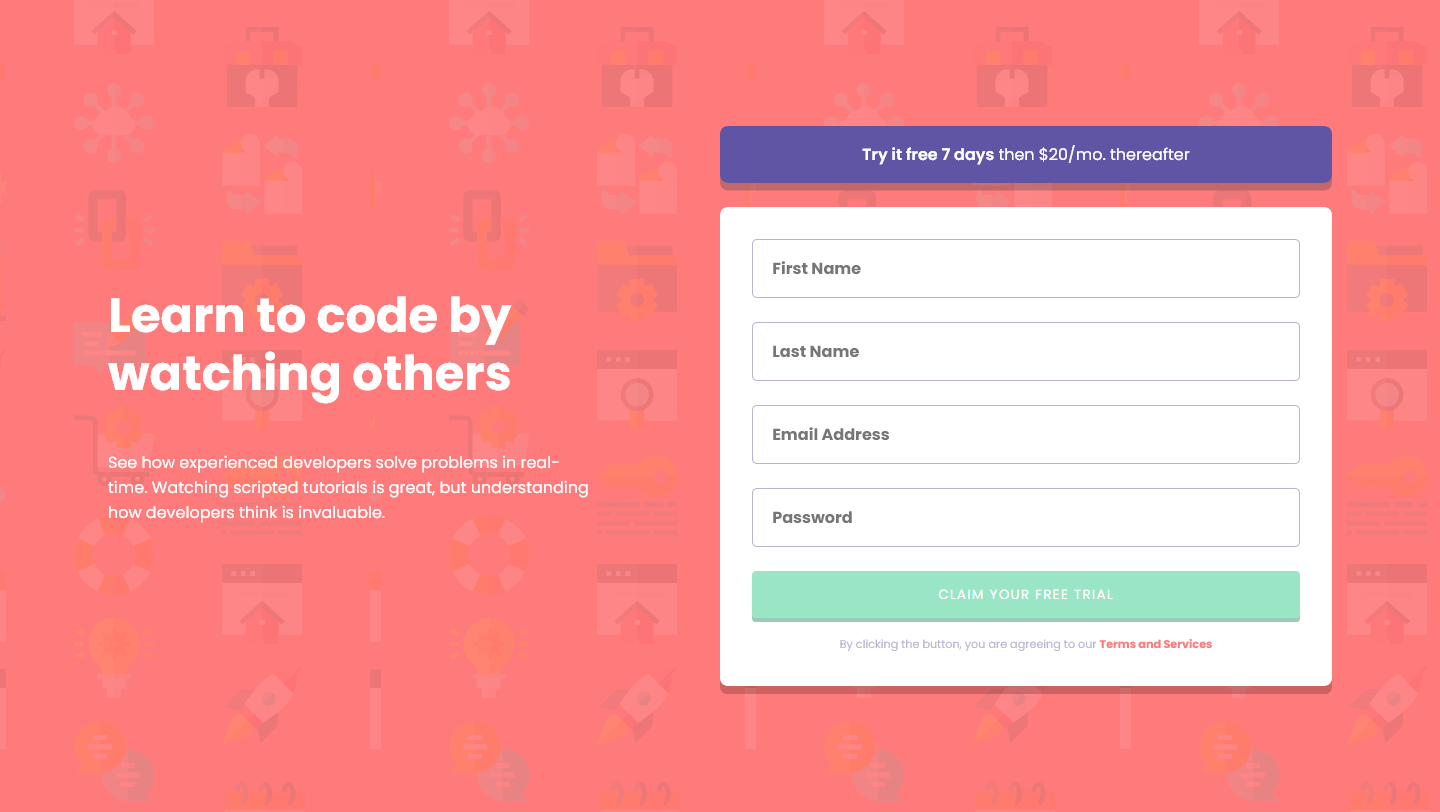 Learn to code by
watching others
See how experienced developers solve problems in real-
time. Watching scripted tutorials is great, but understanding
how developers think is invaluable.
Try it free 7 days then $20/mo. thereafter
First Name
Last Name
Email Address
Password
CLAIM YOUR FREE TRIAL
By clicking the button, you are agreeing to our Terms and Services